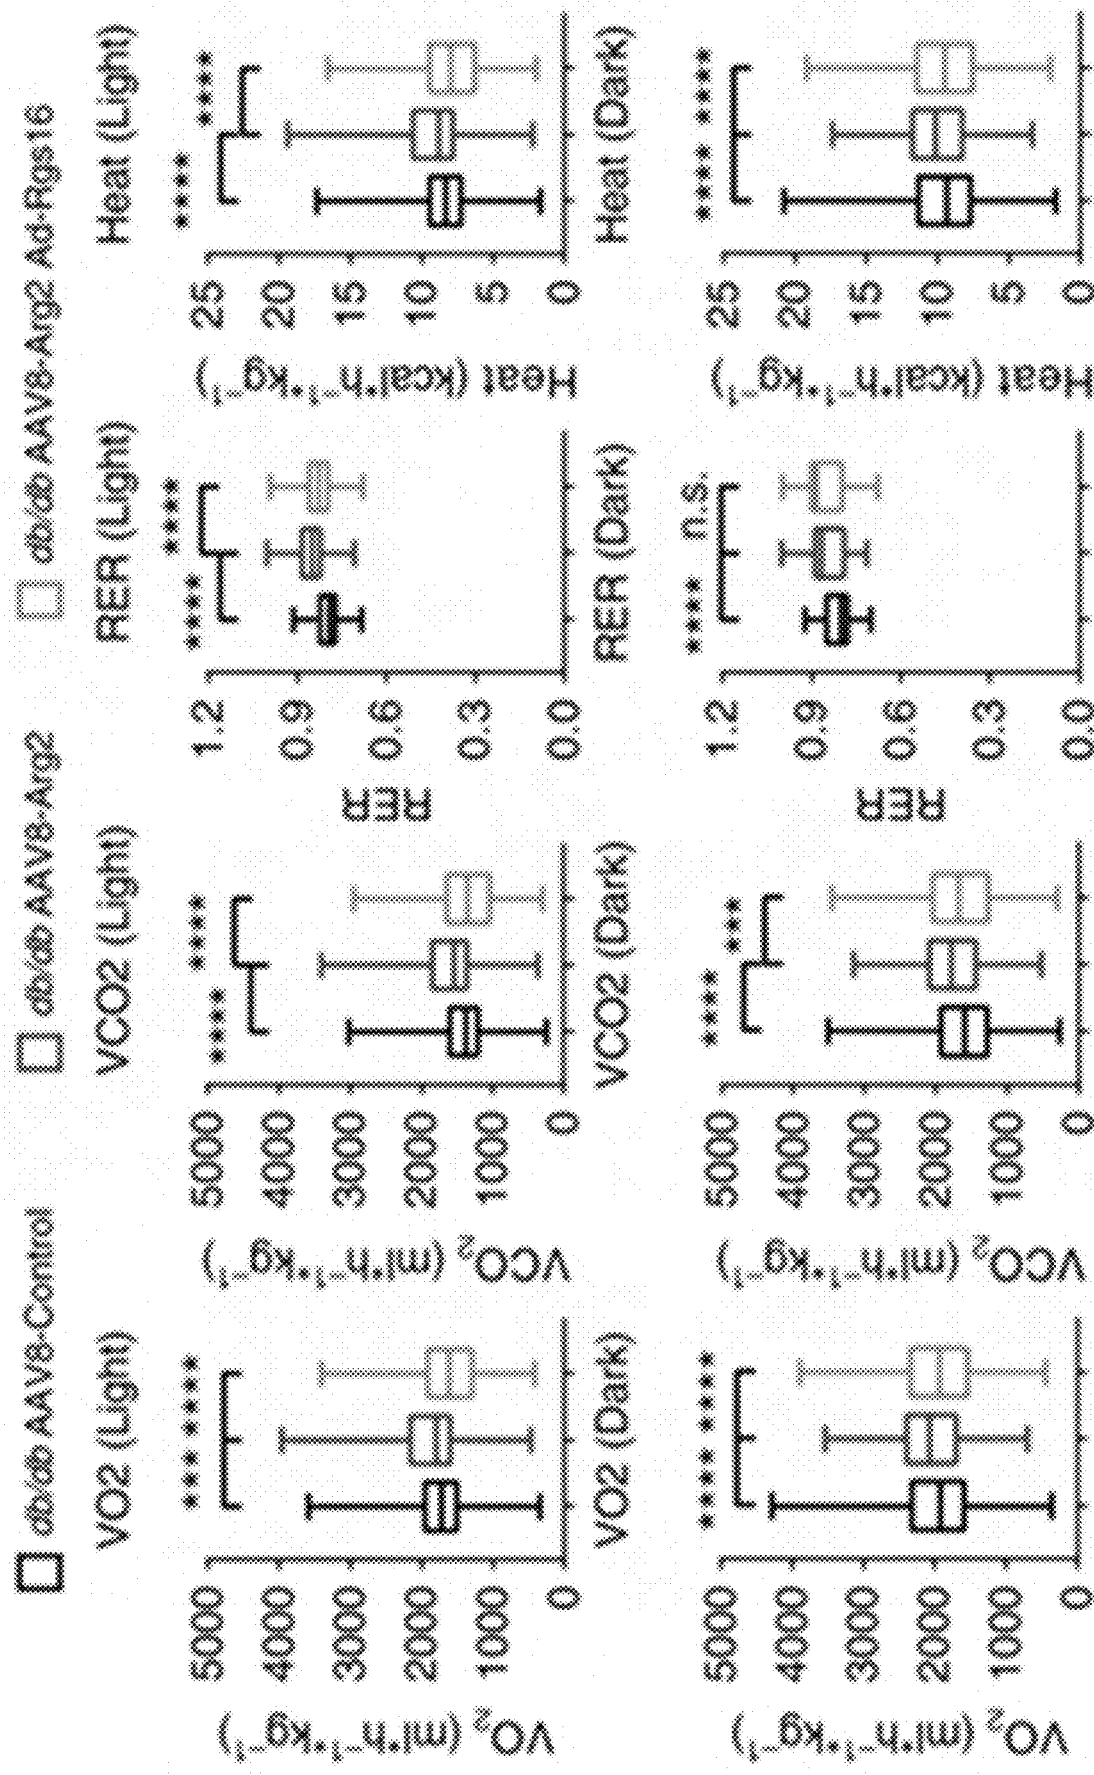 db/db AAV8-Control
db/db AAV8-Arg2
db/db AAV8-Arg2 Ad-Rgs16
VO2 (Light)
VO₂ (ml*h⁻¹*kg⁻¹)
5000
4000
3000
2000
1000
0
**** ****
VCO2 (Light)
VCO₂ (ml*h⁻¹*kg⁻¹)
5000
4000
3000
2000
1000
0
****
****
RER (Light)
RER
1.2
0.9
0.6
0.3
0.0
****
****
Heat (Light)
Heat (kcal*h⁻¹*kg⁻¹)
25
20
15
10
5
0
****
****
VO2 (Dark)
VO₂ (ml*h⁻¹*kg⁻¹)
5000
4000
3000
2000
1000
0
**** ****
VCO2 (Dark)
VCO₂ (ml*h⁻¹*kg⁻¹)
5000
4000
3000
2000
1000
0
****
***
RER (Dark)
RER
1.2
0.9
0.6
0.3
0.0
****
n.s.
Heat (Dark)
Heat (kcal*h⁻¹*kg⁻¹)
25
20
15
10
5
0
**** ****